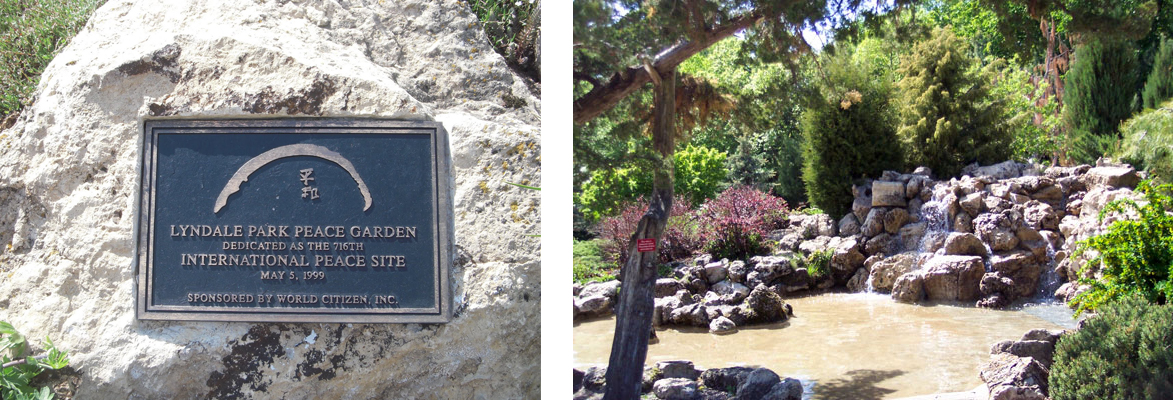 平
和
LYNDALE PARK PEACE GARDEN
DEDICATED AS THE 716TH
INTERNATIONAL PEACE SITE
MAY 5, 1999
SPONSORED BY WORLD CITIZEN, INC.